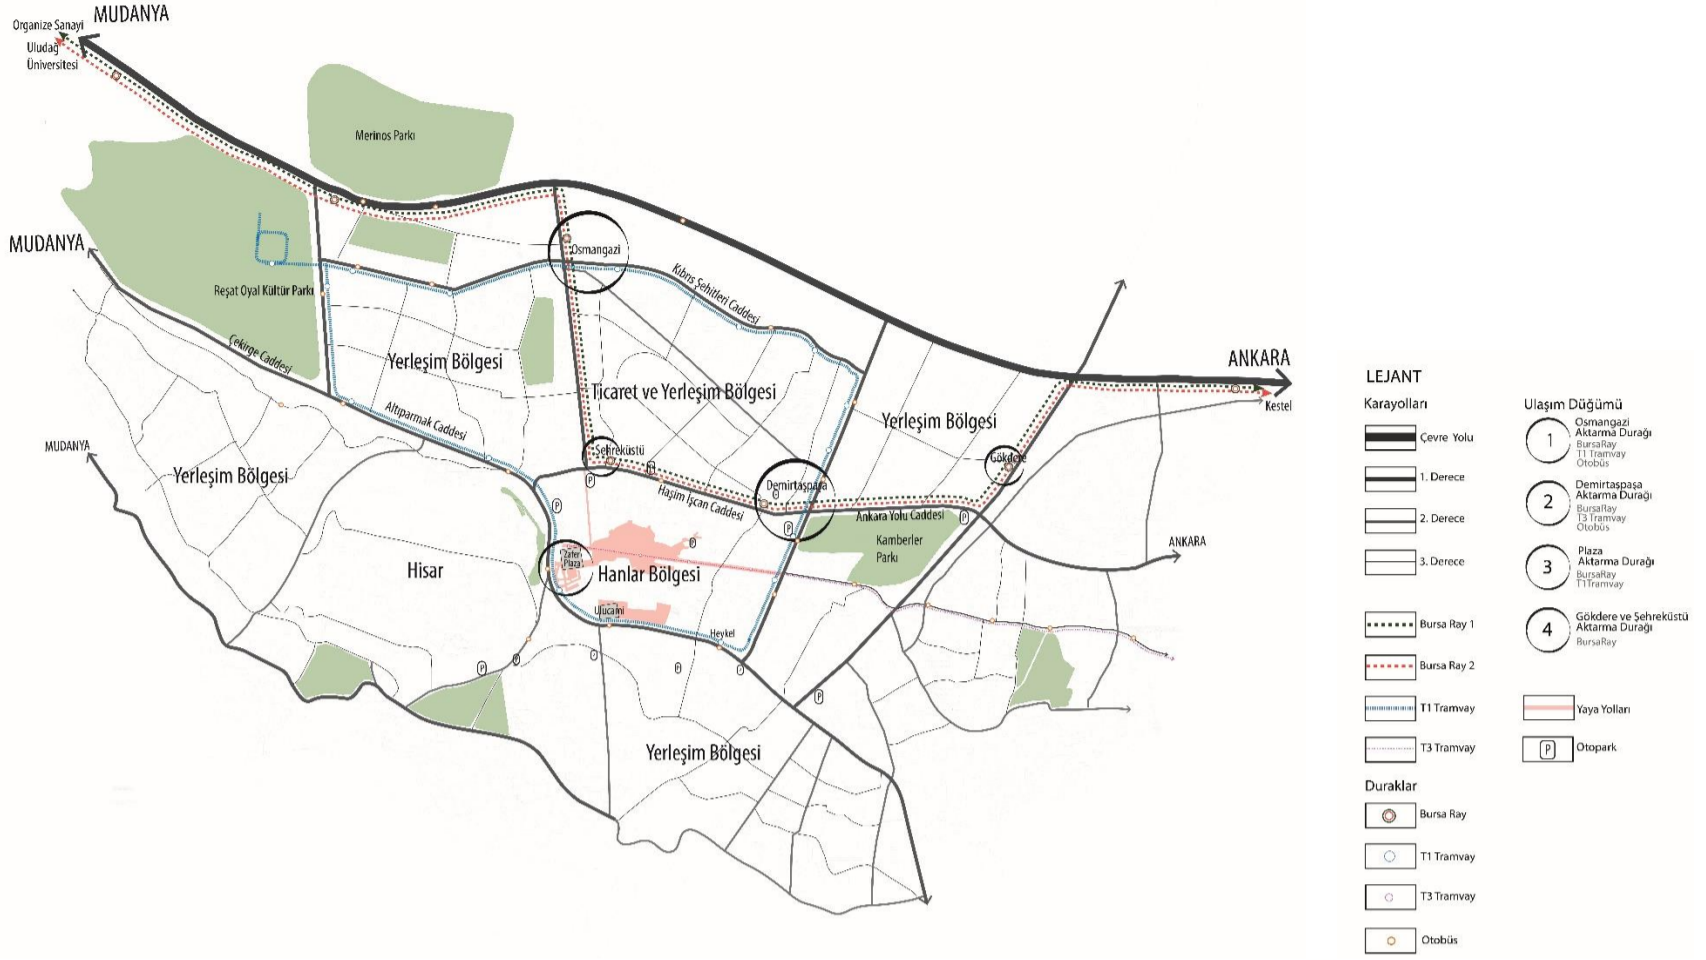 MUDANYA
Organize Sanayi
Uludağ
Üniversitesi
Merinos Parkı
MUDANYA
Osmangazi
Reşat Oyal Kültür Parkı
Kıbrıs Şehitleri Caddesi
Çekirge Caddesi
Yerleşim Bölgesi
Ticaret ve Yerleşim Bölgesi
ANKARA
Kestel
Altıparmak Caddesi
Yerleşim Bölgesi
MUDANYA
Yerleşim Bölgesi
Şehreküstü
Gökdere
Haşim İşcan Caddesi
Demirtaşpaşa
P
P
P
P
P
Ankara Yolu Caddesi
Kamberler
Parkı
ANKARA
Zafer
Plaza
Hisar
Hanlar Bölgesi
Ulucami
Heykel
P
P
Yerleşim Bölgesi
LEJANT
Karayolları
Çevre Yolu
1. Derece
2. Derece
3. Derece
Bursa Ray 1
Bursa Ray 2
T1 Tramvay
T3 Tramvay
Duraklar
Bursa Ray
T1 Tramvay
T3 Tramvay
Otobüs
Ulaşım Düğümü
1
Osmangazi
Aktarma Durağı
BursaRay
T1 Tramvay
Otobüs
2
Demirtaşpaşa
Aktarma Durağı
BursaRay
T3 Tramvay
Otobüs
3
Plaza
Aktarma Durağı
BursaRay
T1Tramvay
4
Gökdere ve Şehreküstü
Aktarma Durağı
BursaRay
Yaya Yolları
P
Otopark